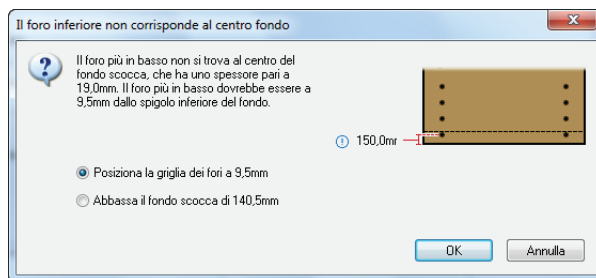 Il foro inferiore non corrisponde al centro fondo
Il foro più in basso non si trova al centro del
fondo scocca, che ha uno spessore pari a
19,0mm. Il foro più in basso dovrebbe essere a
9,5mm dallo spigolo inferiore del fondo.
150,0mr
Posiziona la griglia dei fori a 9,5mm
Abbassa il fondo scocca di 140,5mm
OK
Annulla